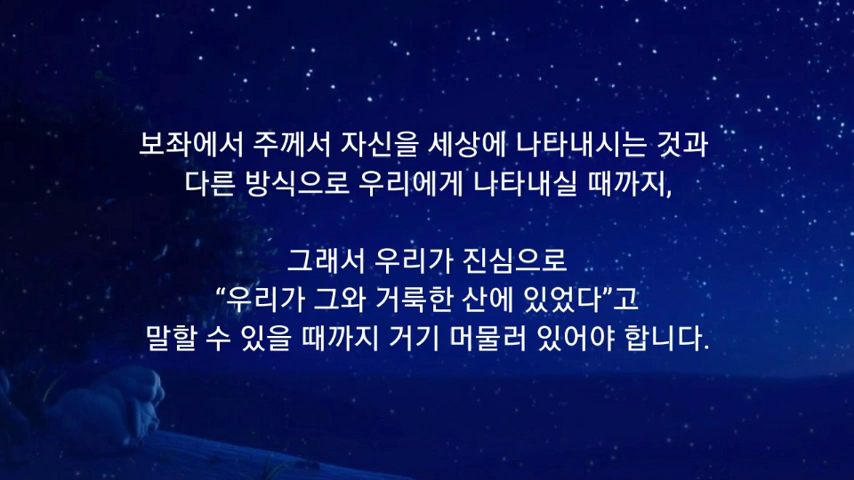 보좌에서 주께서 자신을 세상에 나타내시는 것과
다른 방식으로 우리에게 나타내실 때까지,
그래서 우리가 진심으로
“우리가 그와 거룩한 산에 있었다”고
말할 수 있을 때까지 거기 머물러 있어야 합니다.